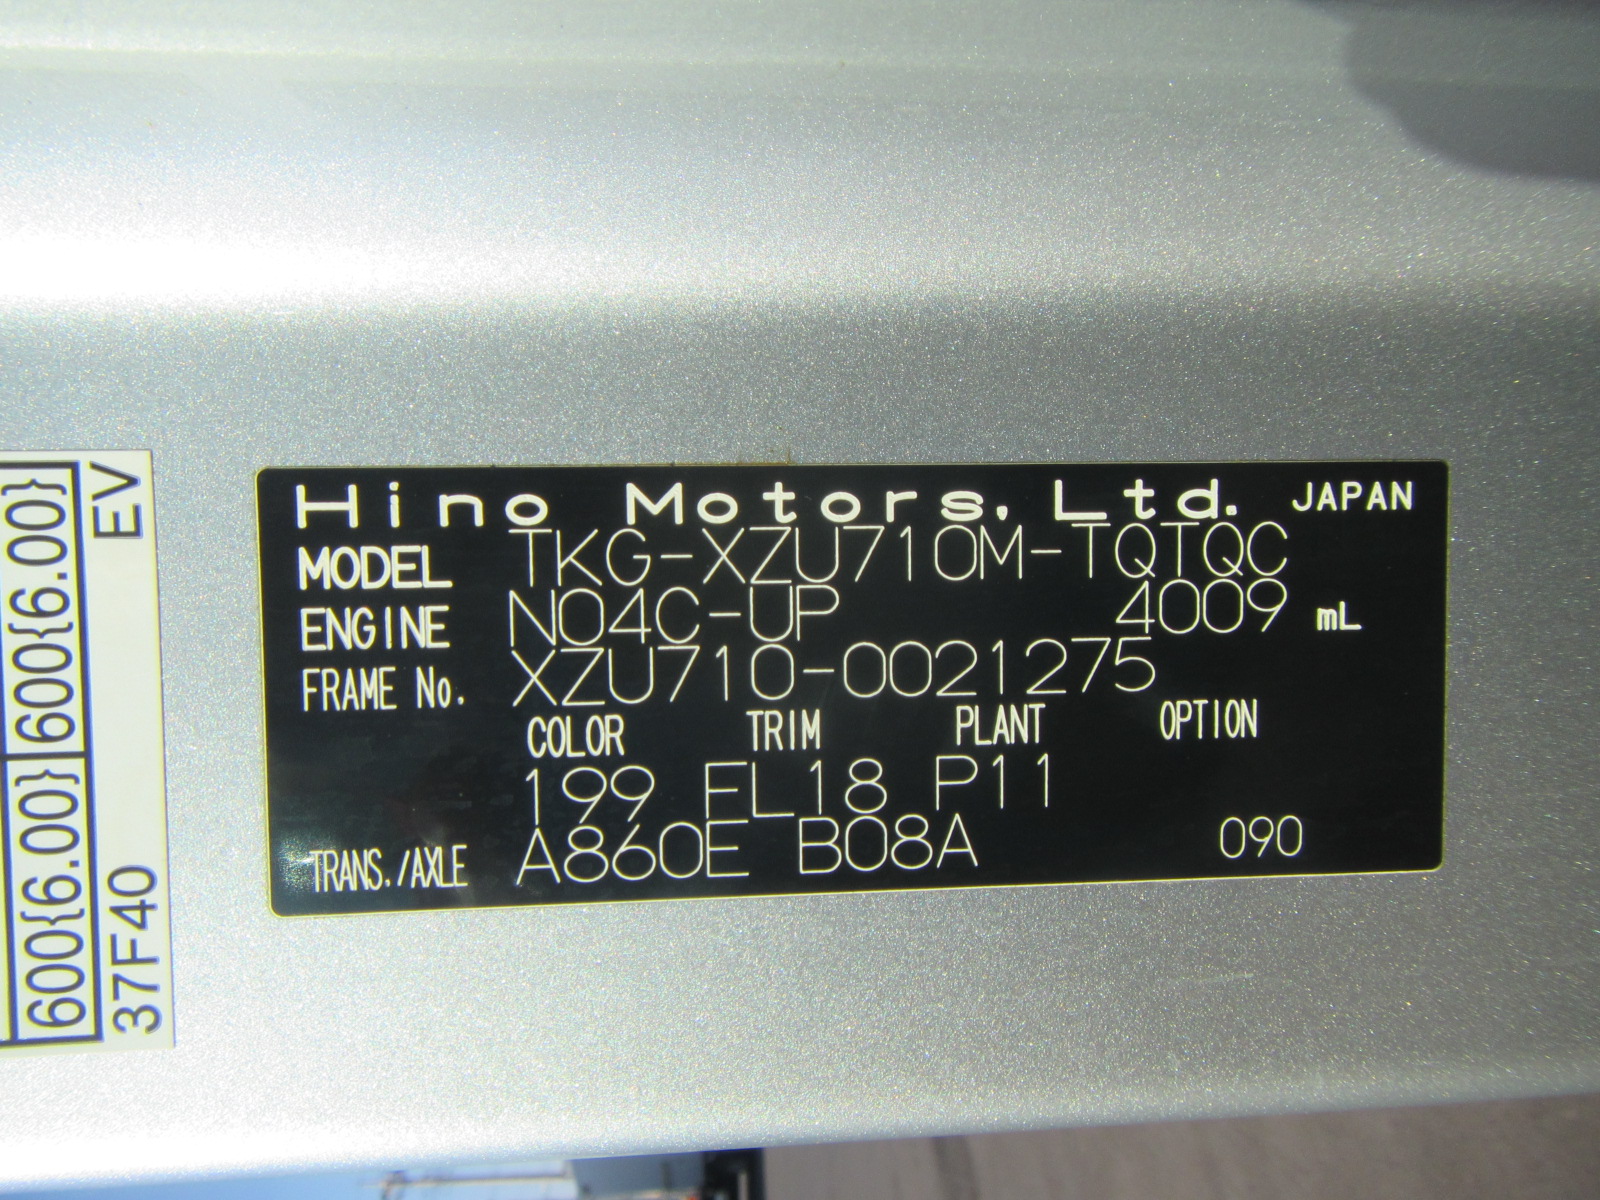 Hino Motors, Ltd. JAPAN
MODEL TKG-XZU710M-TQTQC
ENGINE N04C-UP 4009 mL
FRAME No. XZU710-0021275
COLOR TRIM PLANT OPTION
199 FL18 P11
TRANS./AXLE A860E B08A 090
600{6.00} 600{6.00}
37F40 EV